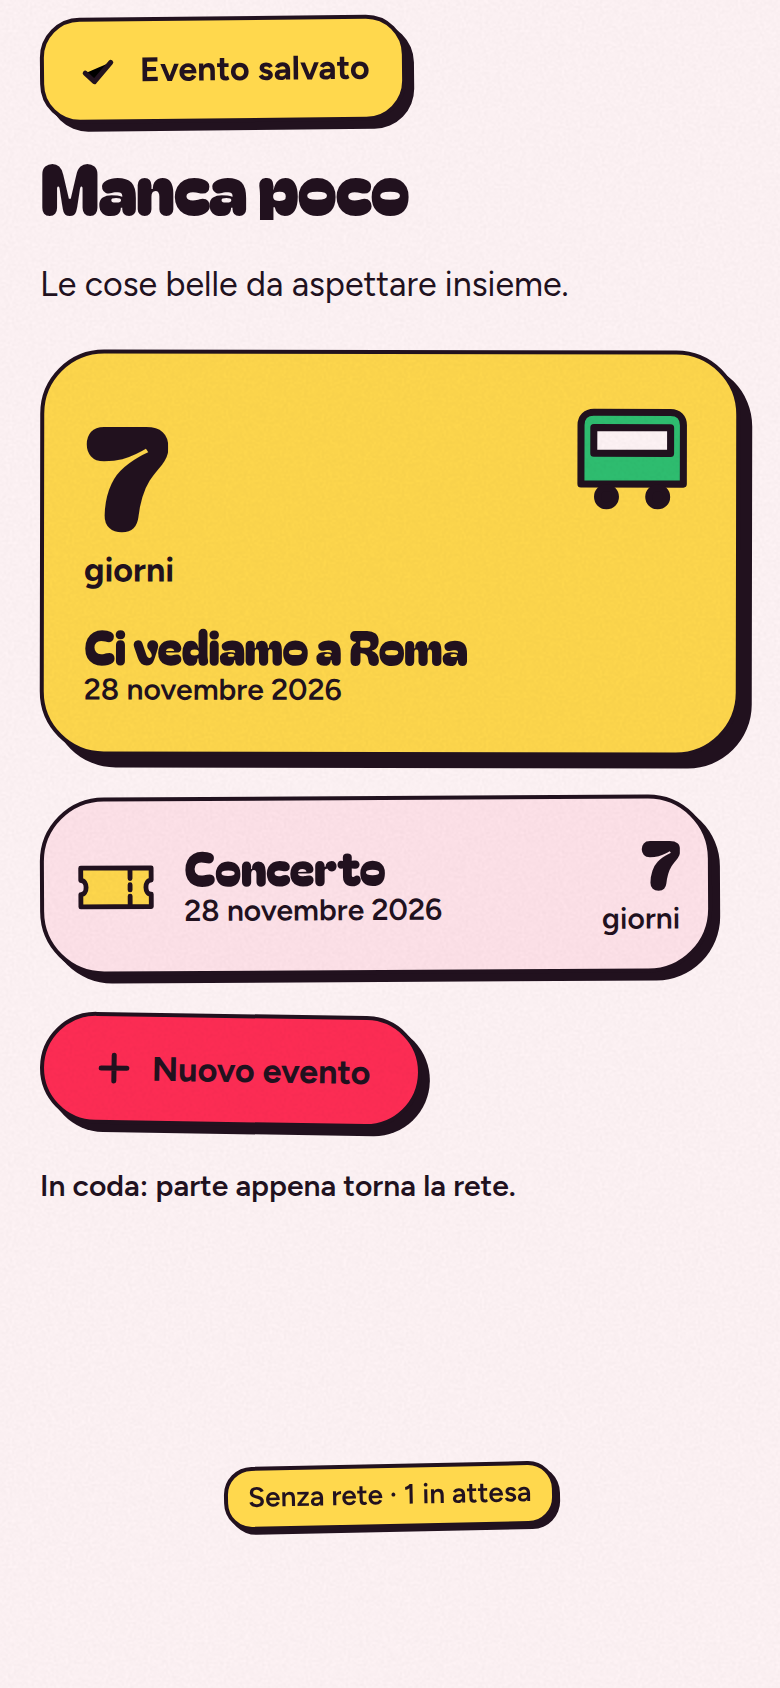 Evento salvato
Manca poco
Le cose belle da aspettare insieme.
7
giorni
Ci vediamo a Roma
28 novembre 2026
Concerto
28 novembre 2026
7
giorni
Nuovo evento
In coda: parte appena torna la rete.
Senza rete · 1 in attesa